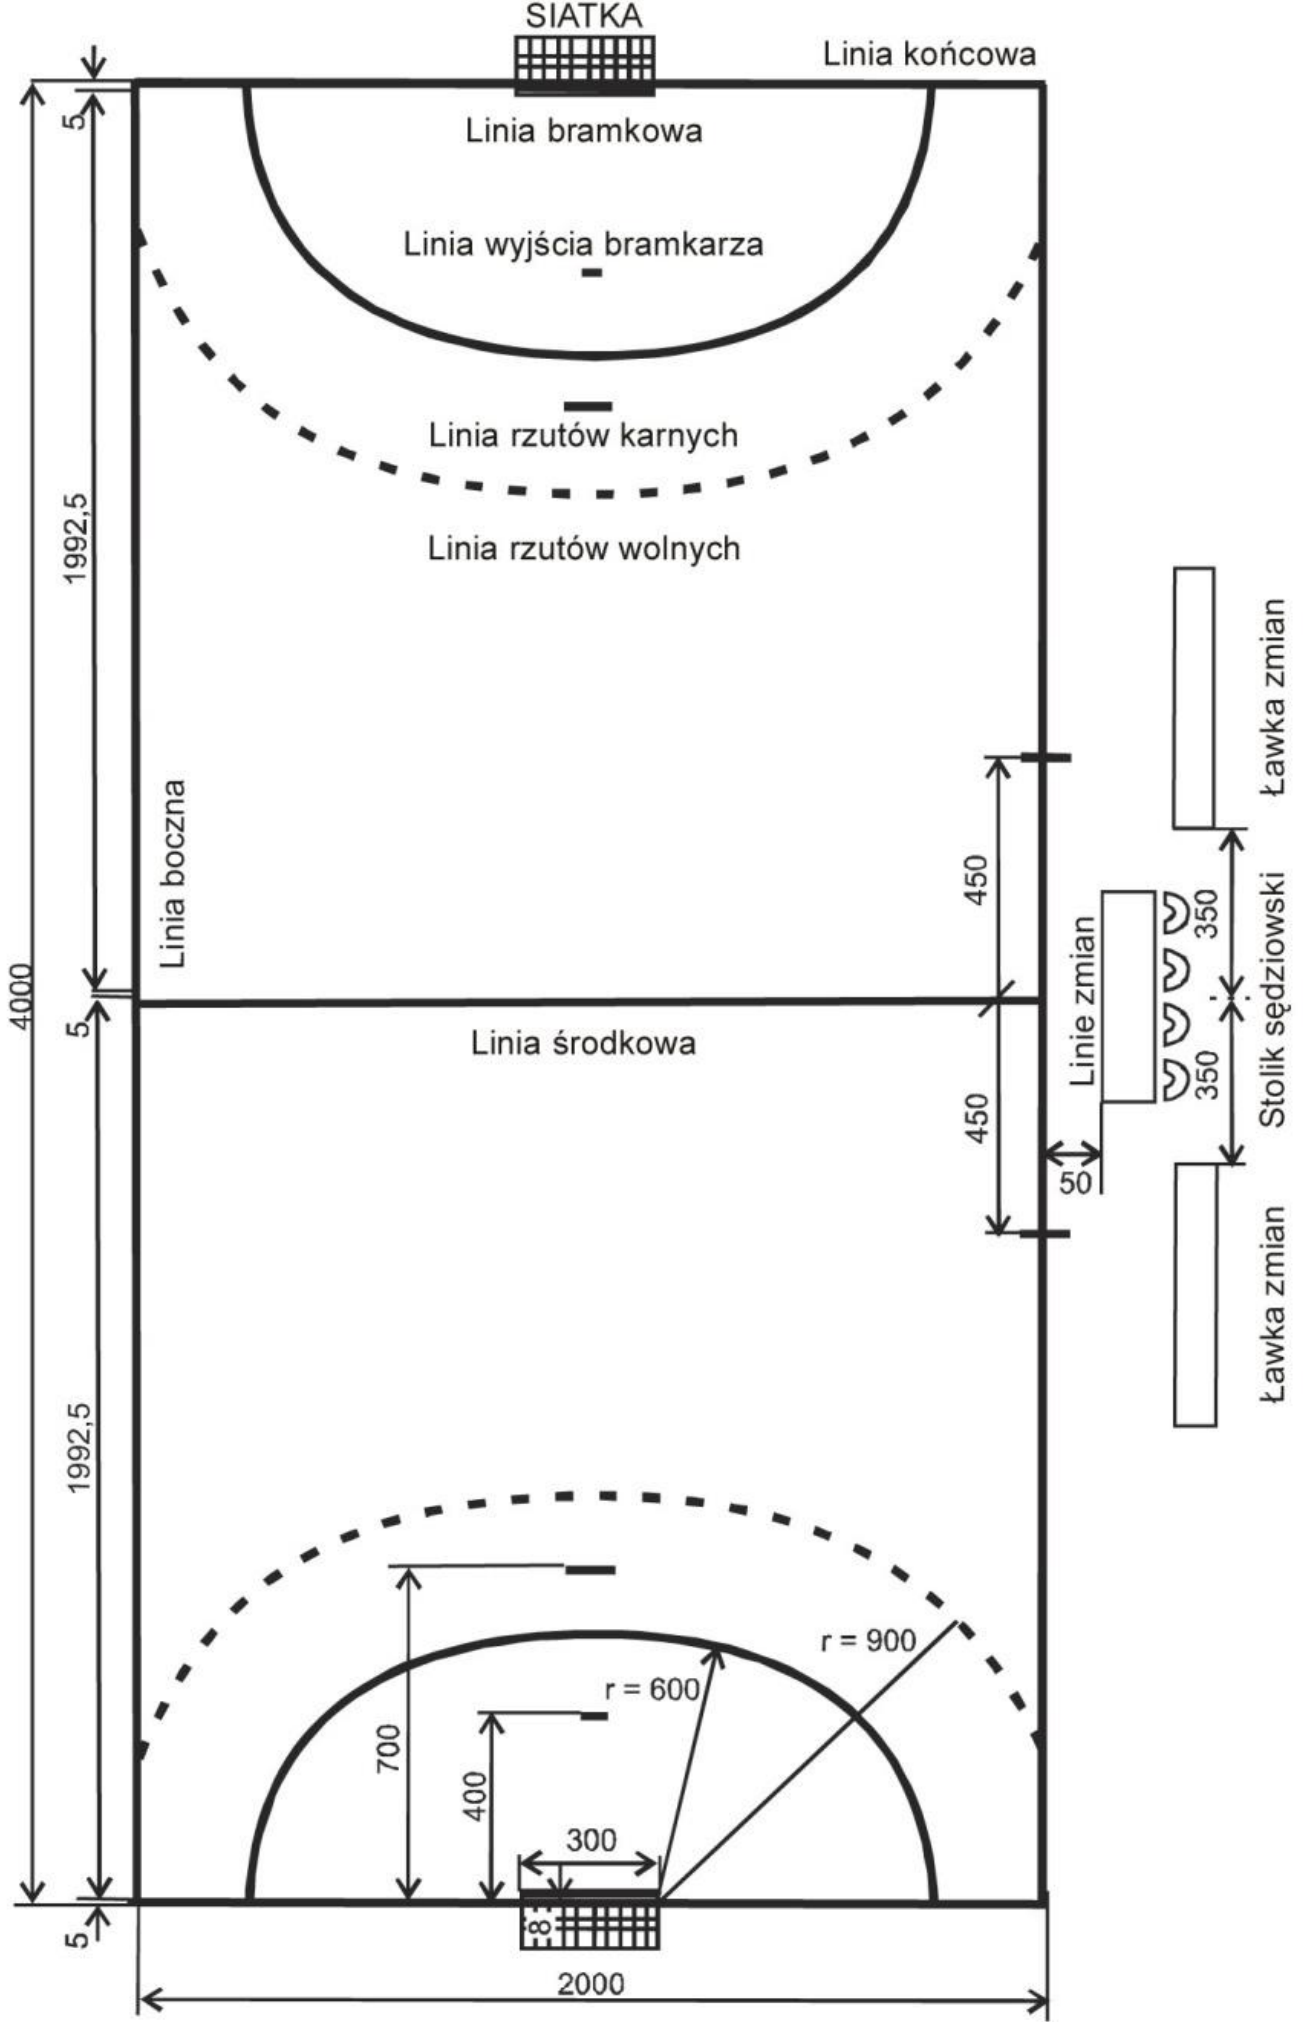 SIATKA
Linia końcowa
5
Linia bramkowa
Linia wyjścia bramkarza
Linia rzutów karnych
1992,5
Linia rzutów wolnych
Ławka zmian
Linia boczna
450
350
4000
5
Linia środkowa
Linie zmian
Stolik sędziowski
450
350
50
Ławka zmian
1992,5
r = 900
r = 600
700
400
300
8
5
2000